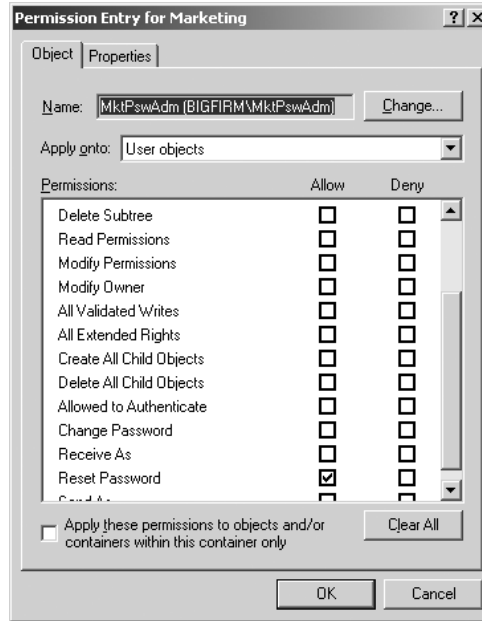 Permission Entry for Marketing
Object Properties
Name: MktPswAdm (BIGFIRM\MktPswAdm) Change...
Apply onto: User objects
Permissions: Allow Deny
Delete Subtree
Read Permissions
Modify Permissions
Modify Owner
All Validated Writes
All Extended Rights
Create All Child Objects
Delete All Child Objects
Allowed to Authenticate
Change Password
Receive As
Reset Password
Apply these permissions to objects and/or
containers within this container only
Clear All
OK Cancel